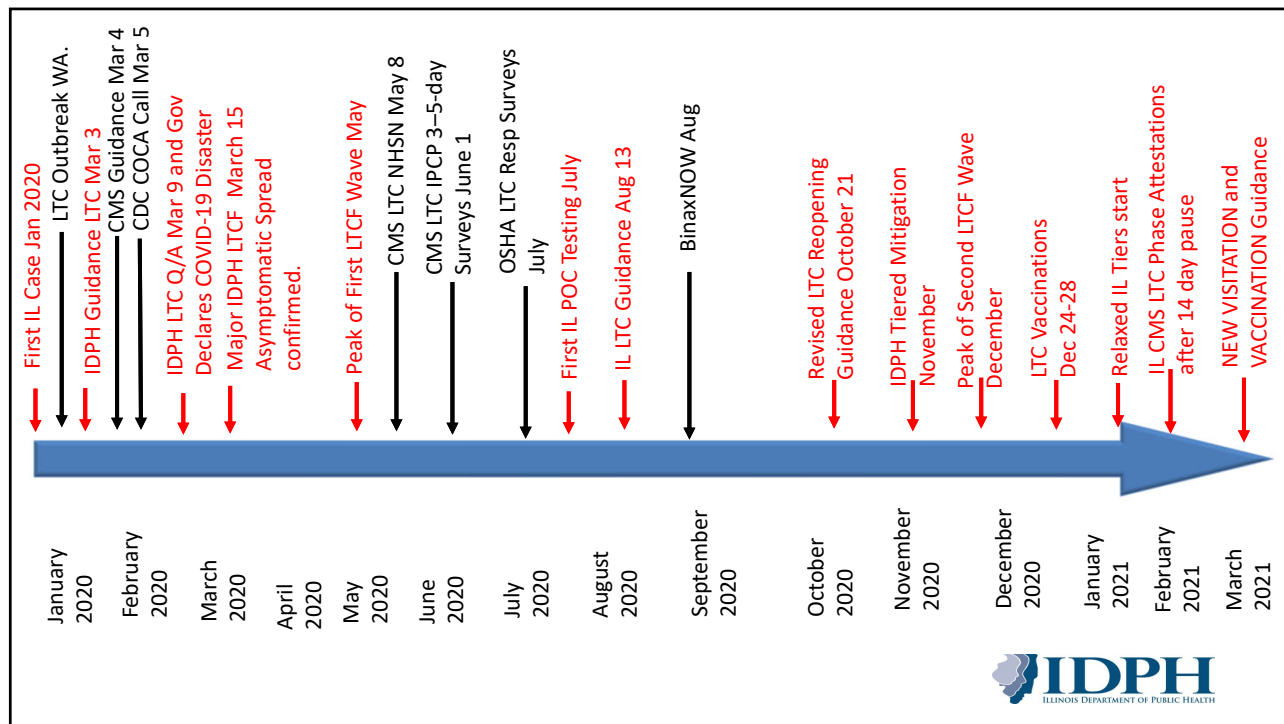 First IL Case Jan 2020
LTC Outbreak WA.
IDPH Guidance LTC Mar 3
CMS Guidance Mar 4
CDC COCA Call Mar 5
IDPH LTC Q/A Mar 9 and Gov
Declares COVID-19 Disaster
Major IDPH LTCF March 15
Asymptomatic Spread
confirmed.
Peak of First LTCF Wave May
CMS LTC NHSN May 8
CMS LTC IPCP 3–5-day
Surveys June 1
OSHA LTC Resp Surveys
July
First IL POC Testing July
IL LTC Guidance Aug 13
BinaxNOW Aug
Revised LTC Reopening
Guidance October 21
IDPH Tiered Mitigation
November
Peak of Second LTCF Wave
December
LTC Vaccinations
Dec 24-28
Relaxed IL Tiers start
IL CMS LTC Phase Attestations
after 14 day pause
NEW VISITATION and
VACCINATION Guidance
January
2020
February
2020
March
2020
April
2020
May
2020
June
2020
July
2020
August
2020
September
2020
October
2020
November
2020
December
2020
January
2021
February
2021
March
2021
IDPH
ILLINOIS DEPARTMENT OF PUBLIC HEALTH